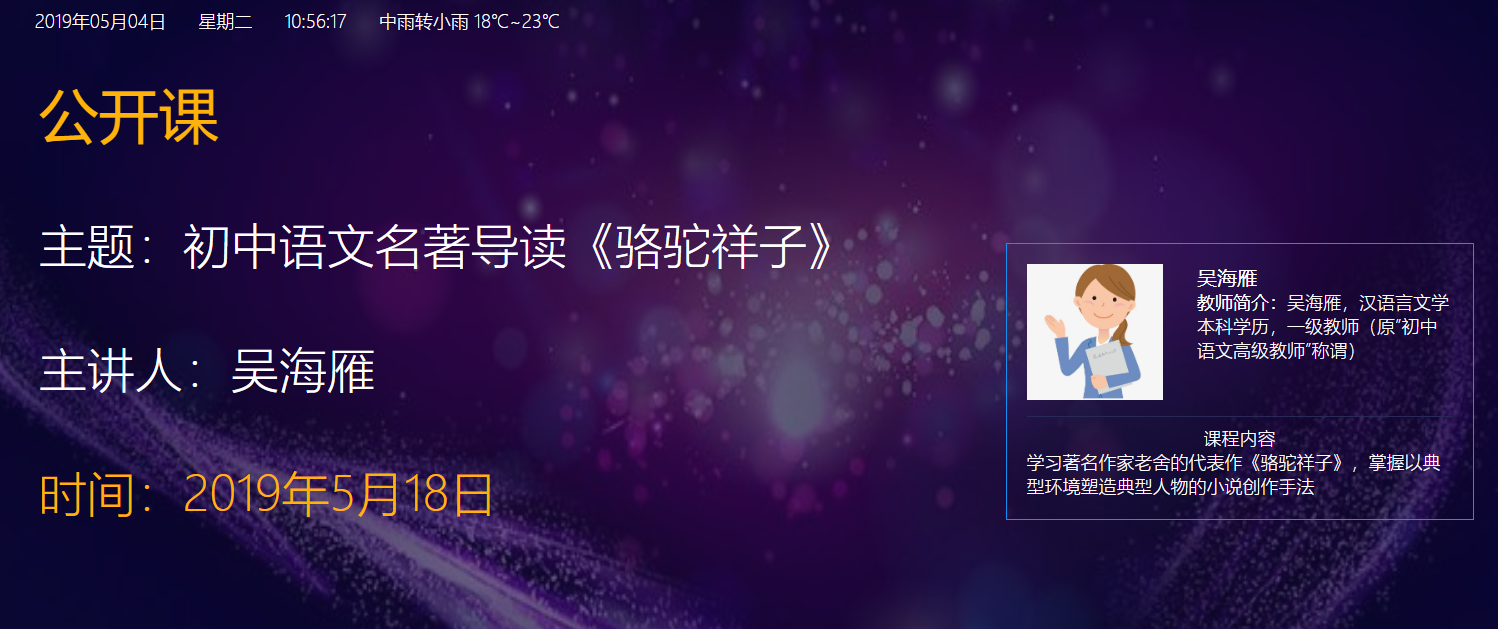 2019年05月04日 星期二 10:56:17 中雨转小雨 18℃~23℃
公开课
主题：初中语文名著导读《骆驼祥子》
主讲人：吴海雁
时间：2019年5月18日
吴海雁
教师简介：吴海雁，汉语言文学
本科学历，一级教师（原“初中
语文高级教师”称谓）
课程内容
学习著名作家老舍的代表作《骆驼祥子》，掌握以典
型环境塑造典型人物的小说创作手法